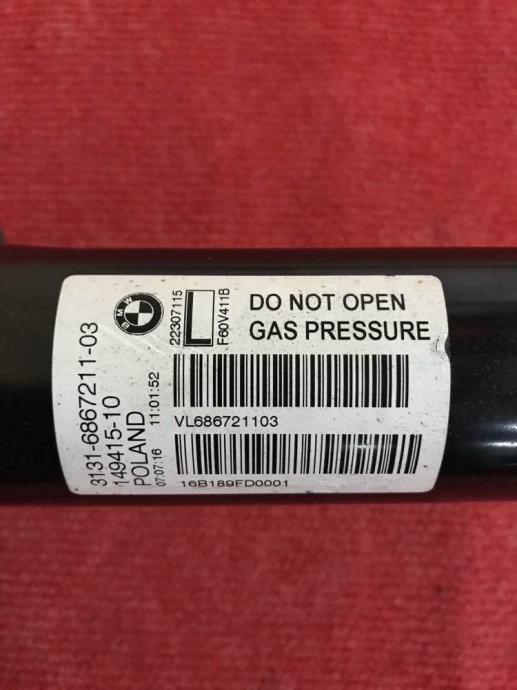 BMW
22307115
F60V411B
DO NOT OPEN
GAS PRESSURE
3131-6867211-03
149415-10
POLAND
07:07:16 11:01:52
VL686721103
16B189FD0001